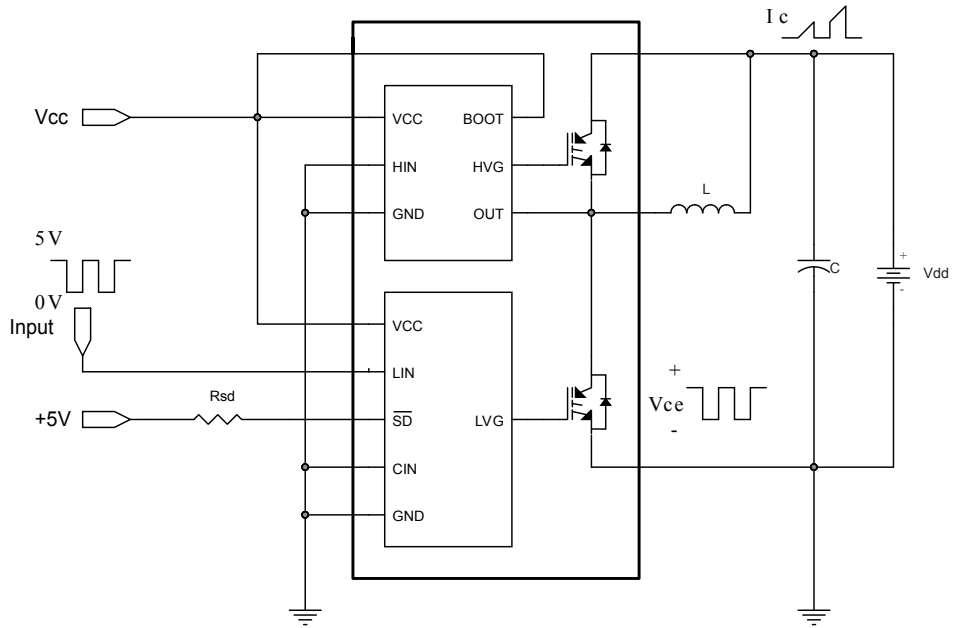 I c
Vcc
VCC
BOOT
HIN
HVG
GND
OUT
L
5V
0V
Input
+
C
-
Vdd
VCC
LIN
+5V
Rsd
SD
LVG
CIN
GND
+
Vce
-